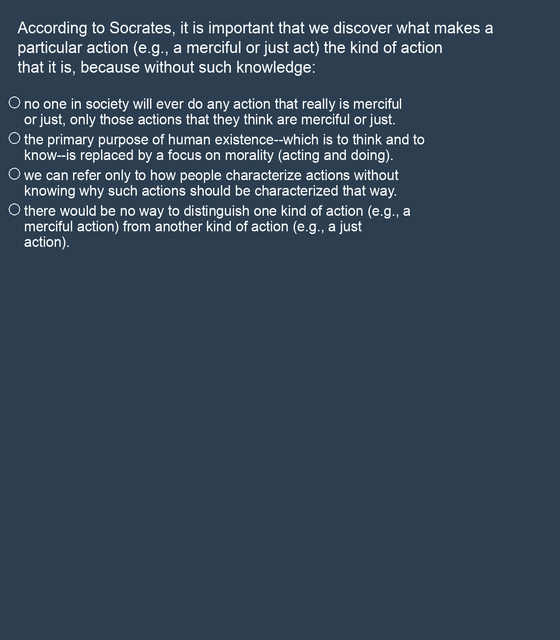 According to Socrates, it is important that we discover what makes a
particular action (e.g., a merciful or just act) the kind of action
that it is, because without such knowledge:
no one in society will ever do any action that really is merciful
or just, only those actions that they think are merciful or just.
the primary purpose of human existence--which is to think and to
know--is replaced by a focus on morality (acting and doing).
we can refer only to how people characterize actions without
knowing why such actions should be characterized that way.
there would be no way to distinguish one kind of action (e.g., a
merciful action) from another kind of action (e.g., a just
action).